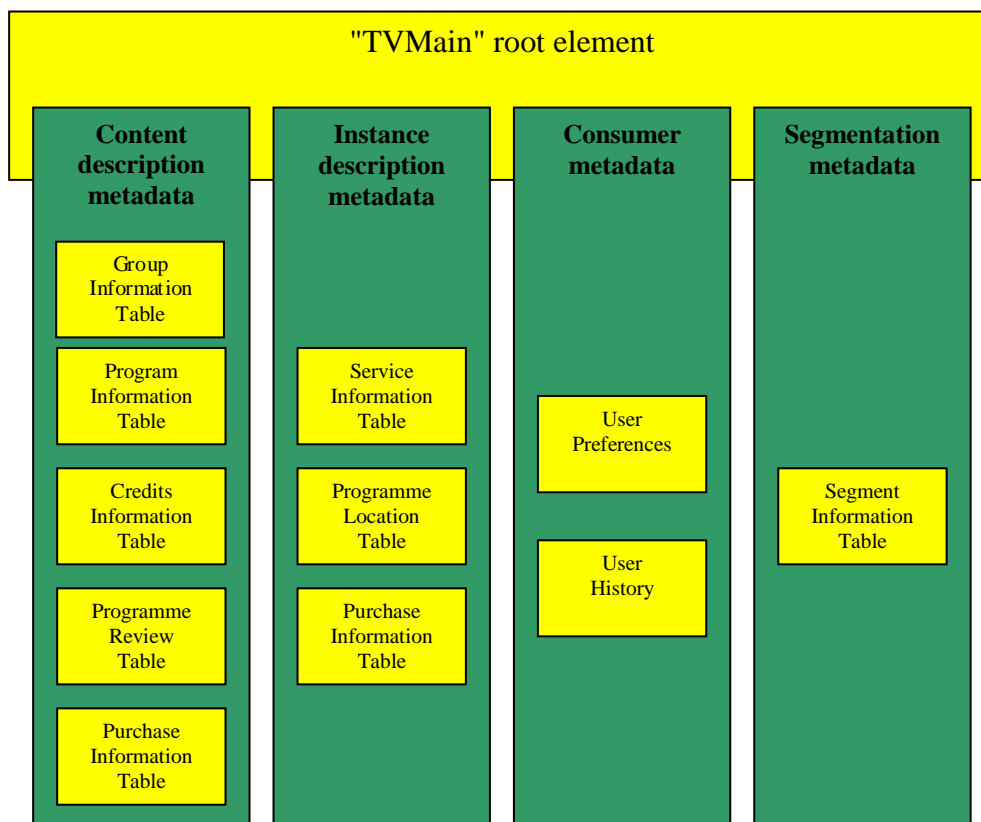 "TVMain" root element
Content
description
metadata
Group
Information
Table
Program
Information
Table
Credits
Information
Table
Programme
Review
Table
Purchase
Information
Table
Instance
description
metadata
Service
Information
Table
Programme
Location
Table
Purchase
Information
Table
Consumer
metadata
User
Preferences
User
History
Segmentation
metadata
Segment
Information
Table